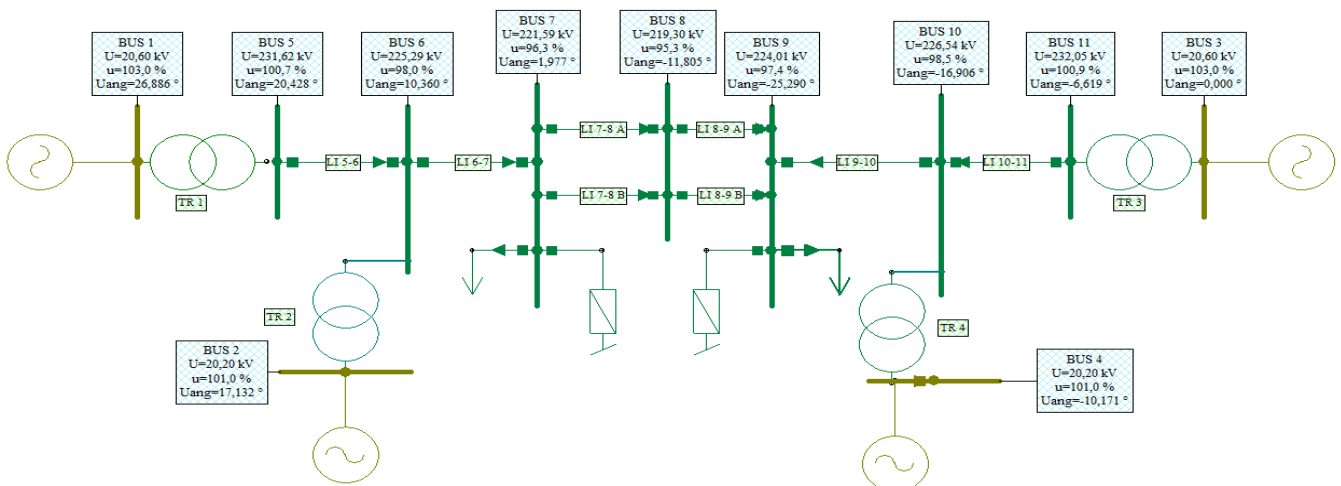 BUS 1
U=20,60 kV
u=103,0 %
Uang=26,886 °
BUS 5
U=231,62 kV
u=100,7 %
Uang=20,428 °
BUS 6
U=225,29 kV
u=98,0 %
Uang=10,360 °
BUS 7
U=221,59 kV
u=96,3 %
Uang=1,977 °
BUS 8
U=219,30 kV
u=95,3 %
Uang=-11,805 °
BUS 9
U=224,01 kV
u=97,4 %
Uang=-25,290 °
BUS 10
U=226,54 kV
u=98,5 %
Uang=-16,906 °
BUS 11
U=232,05 kV
u=100,9 %
Uang=-6,619 °
BUS 3
U=20,60 kV
u=103,0 %
Uang=0,000 °
LI 7-8 A
LI 8-9 A
LI 5-6
LI 6-7
LI 9-10
LI 10-11
TR 1
LI 7-8 B
LI 8-9 B
TR 3
TR 2
TR 4
BUS 2
U=20,20 kV
u=101,0 %
Uang=17,132 °
BUS 4
U=20,20 kV
u=101,0 %
Uang=-10,171 °